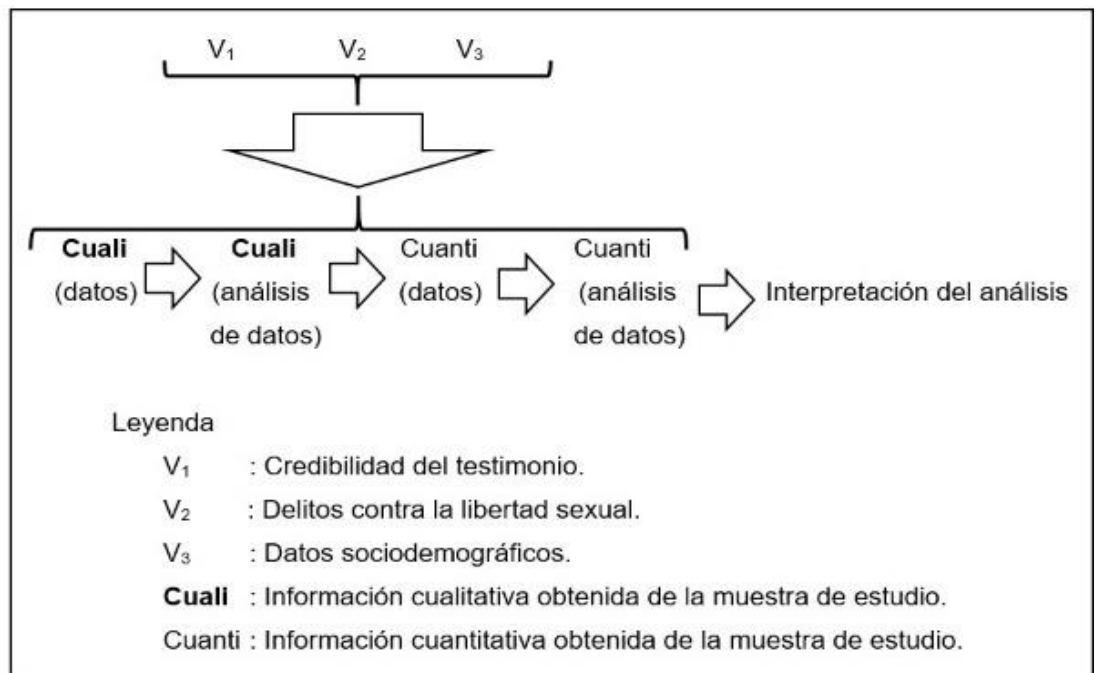 V₁ V₂ V₃
Cuali Cuali Cuanti Cuanti
(datos) (análisis (datos) (análisis Interpretación del análisis
de datos) de datos)
Leyenda
V₁ : Credibilidad del testimonio.
V₂ : Delitos contra la libertad sexual.
V₃ : Datos sociodemográficos.
Cuali : Información cualitativa obtenida de la muestra de estudio.
Cuanti : Información cuantitativa obtenida de la muestra de estudio.